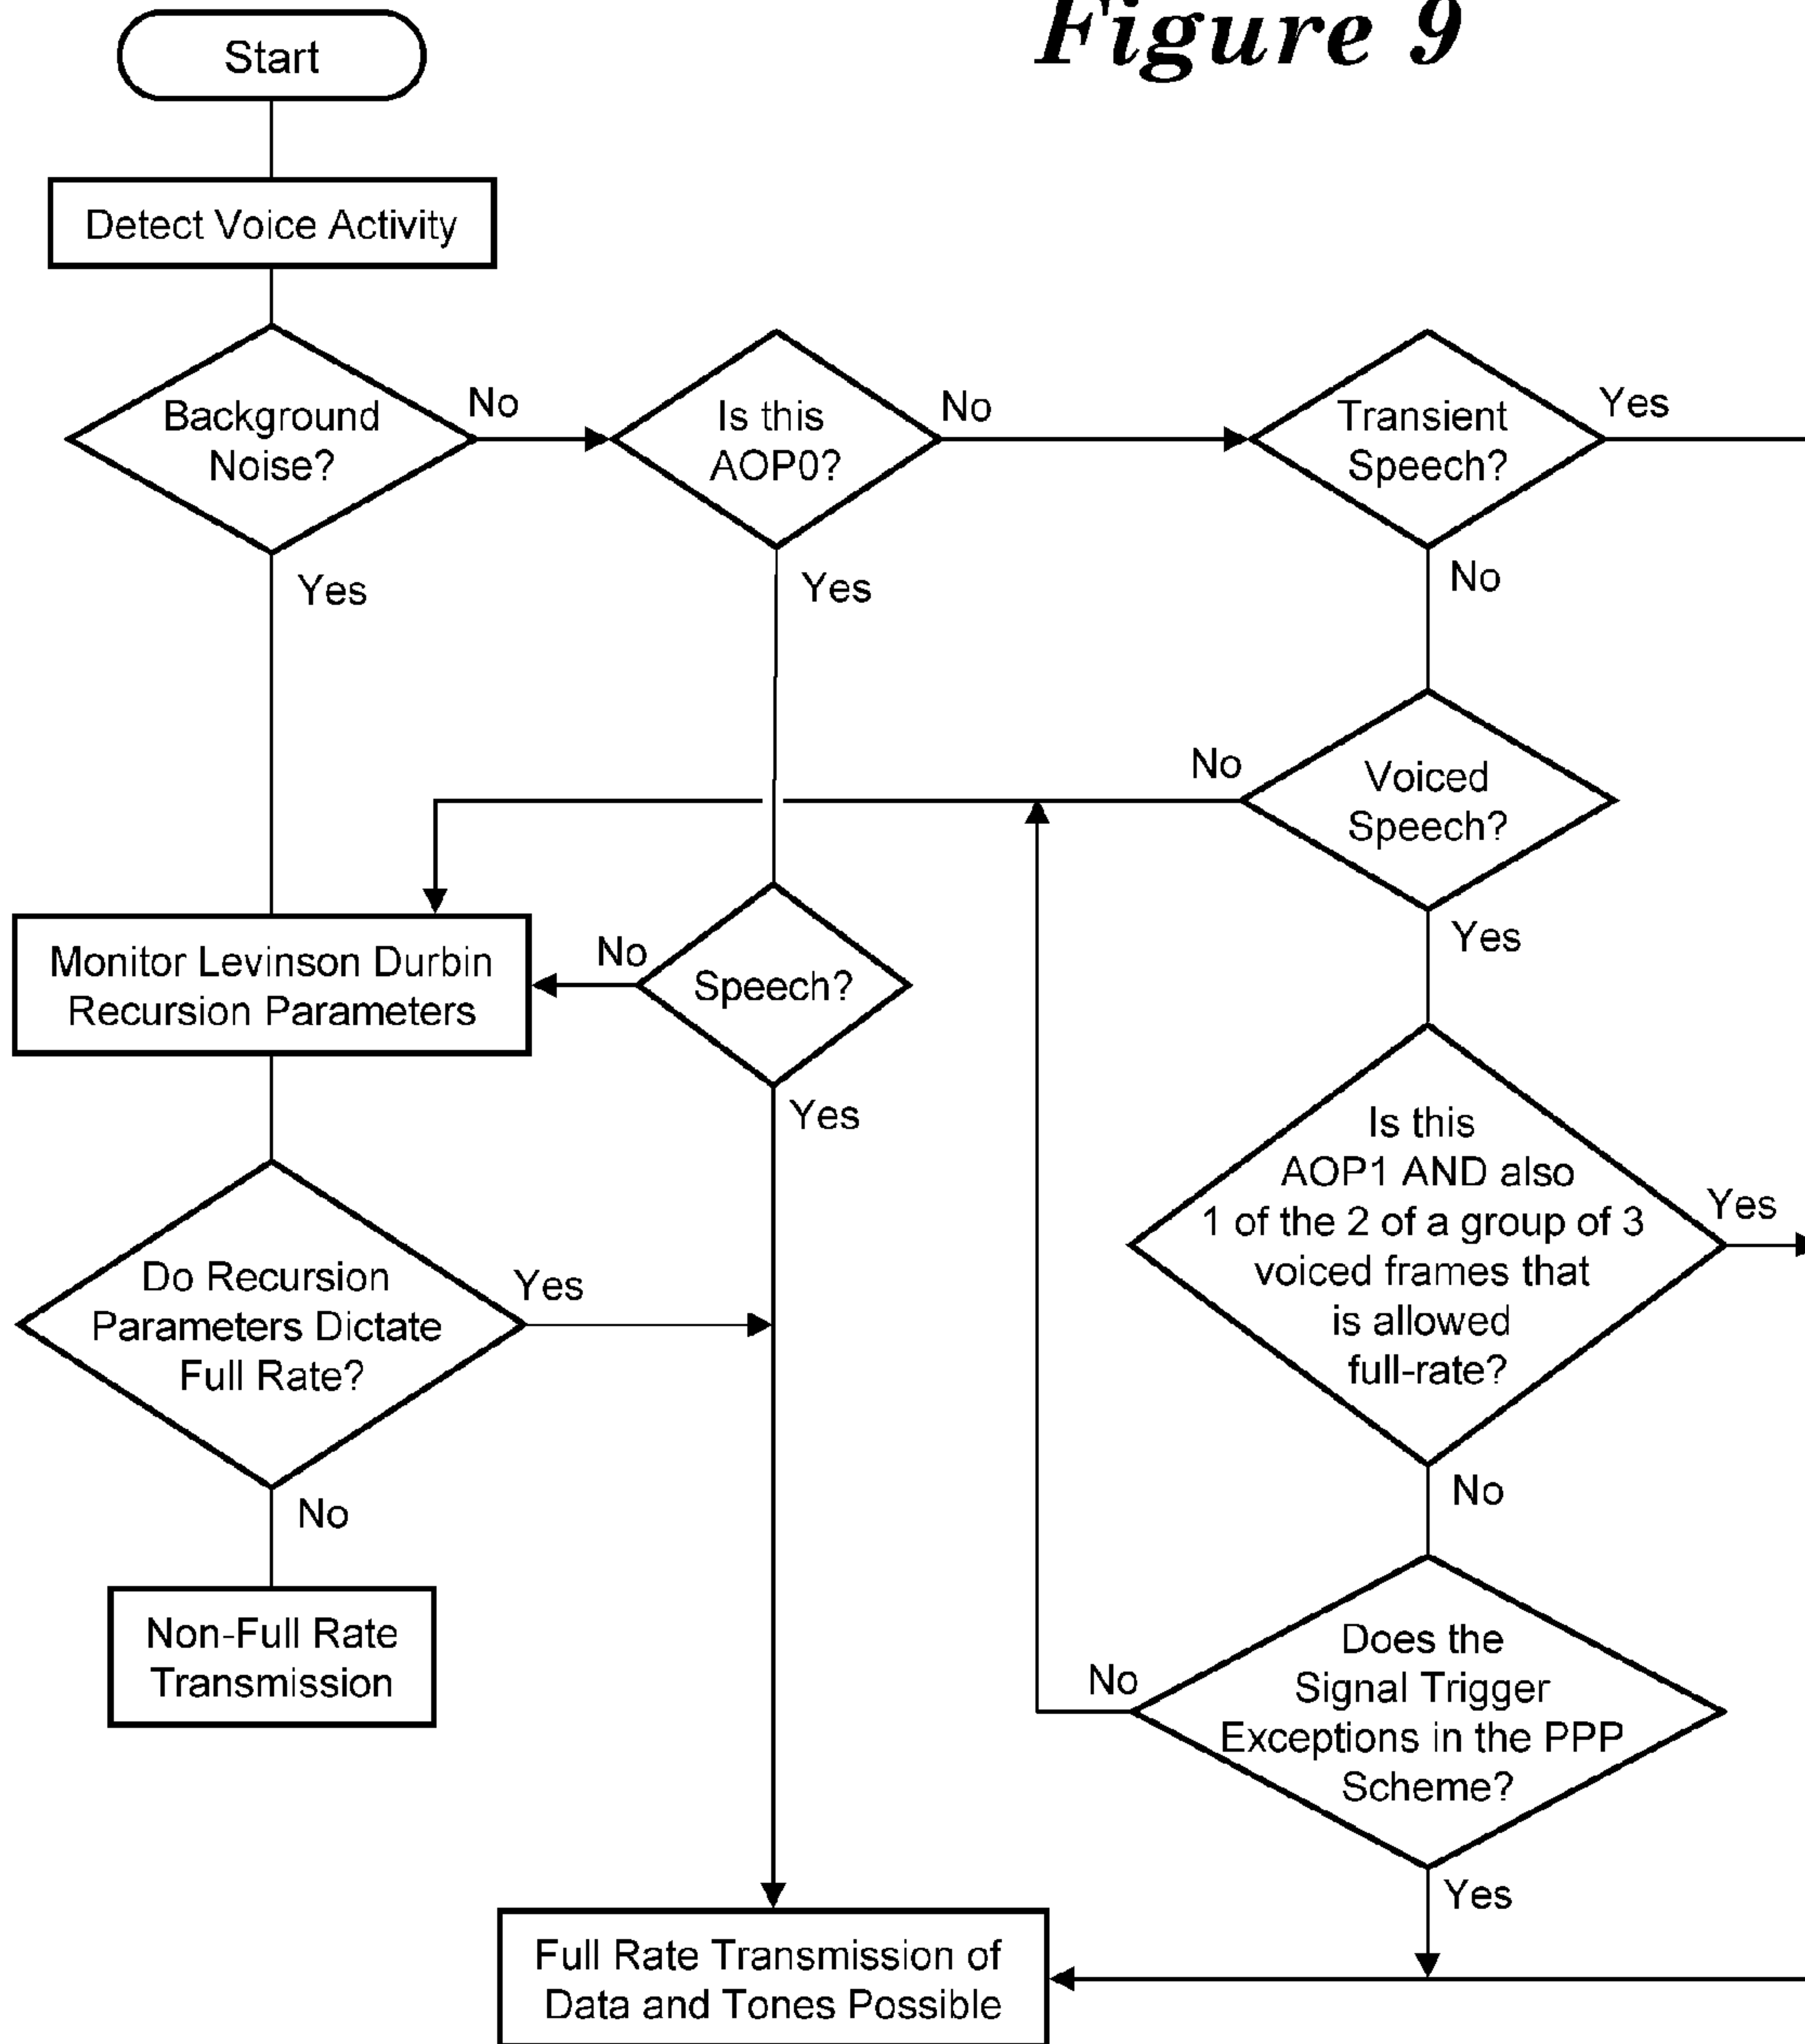 Figure 9
Start
Detect Voice Activity
Background
Noise?
No
Yes
Is this
AOP0?
No
Yes
Transient
Speech?
Yes
No
Voiced
Speech?
No
Yes
Monitor Levinson Durbin
Recursion Parameters
Speech?
No
Yes
Is this
AOP1 AND also
1 of the 2 of a group of 3
voiced frames that
is allowed
full-rate?
Yes
No
Do Recursion
Parameters Dictate
Full Rate?
Yes
No
Non-Full Rate
Transmission
Does the
Signal Trigger
Exceptions in the PPP
Scheme?
No
Yes
Full Rate Transmission of
Data and Tones Possible